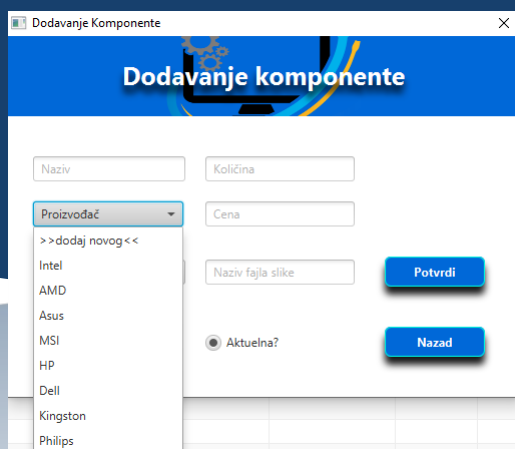 Dodavanje Komponente
Dodavanje komponente
Naziv
Količina
Proizvođač
Cena
>>dodaj novog<<
Intel
AMD
Asus
MSI
HP
Dell
Kingston
Philips
Naziv fajla slike
Potvrdi
Aktuelna?
Nazad